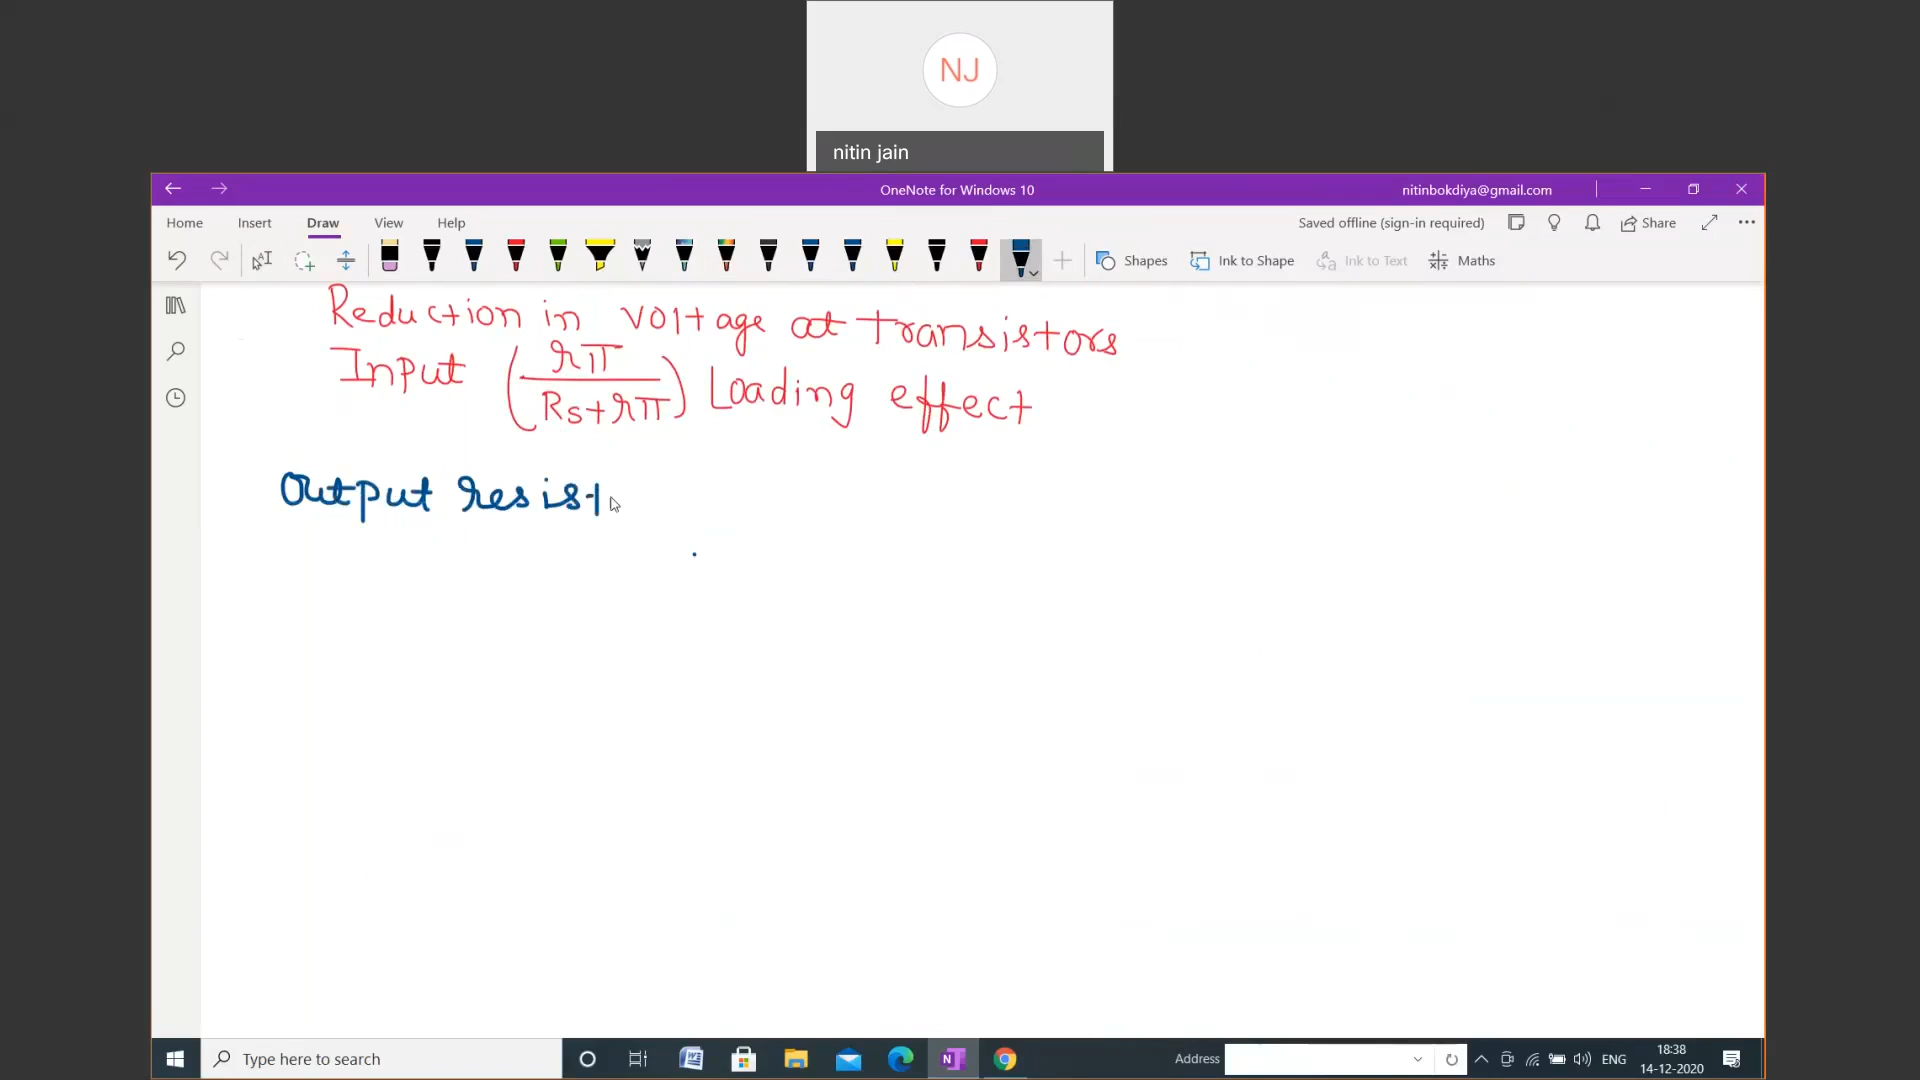 NJ
nitin jain
OneNote for Windows 10
nitinbokdiya@gmail.com
Home Insert Draw View Help
Saved offline (sign-in required)
Share
Shapes
Ink to Shape
Ink to Text
Maths
Reduction in voltage at transistors
Input (rπ / Rs+rπ) Loading effect
Output resist
Type here to search
Address
ENG
18:38
14-12-2020